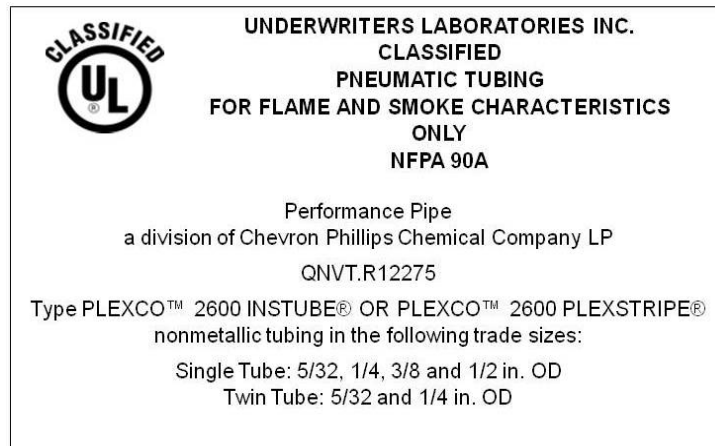 CLASSIFIED
UL
®
UNDERWRITERS LABORATORIES INC.
CLASSIFIED
PNEUMATIC TUBING
FOR FLAME AND SMOKE CHARACTERISTICS
ONLY
NFPA 90A
Performance Pipe
a division of Chevron Phillips Chemical Company LP
QNVT.R12275
Type PLEXCO™ 2600 INSTUBE® OR PLEXCO™ 2600 PLEXSTRIPE®
nonmetallic tubing in the following trade sizes:
Single Tube: 5/32, 1/4, 3/8 and 1/2 in. OD
Twin Tube: 5/32 and 1/4 in. OD